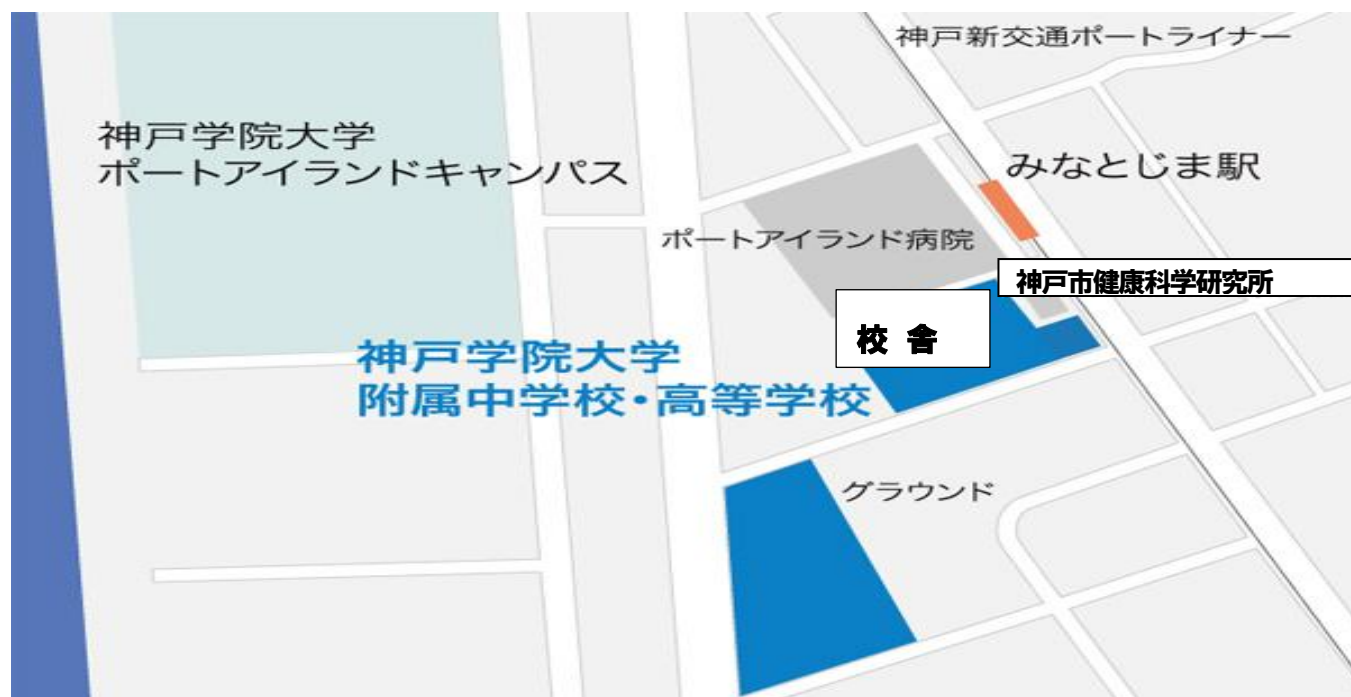 神戸新交通ポートライナー
神戸学院大学
ポートアイランドキャンパス
みなとじま駅
ポートアイランド病院
神戸市健康科学研究所
校 舎
神戸学院大学
附属中学校・高等学校
グラウンド